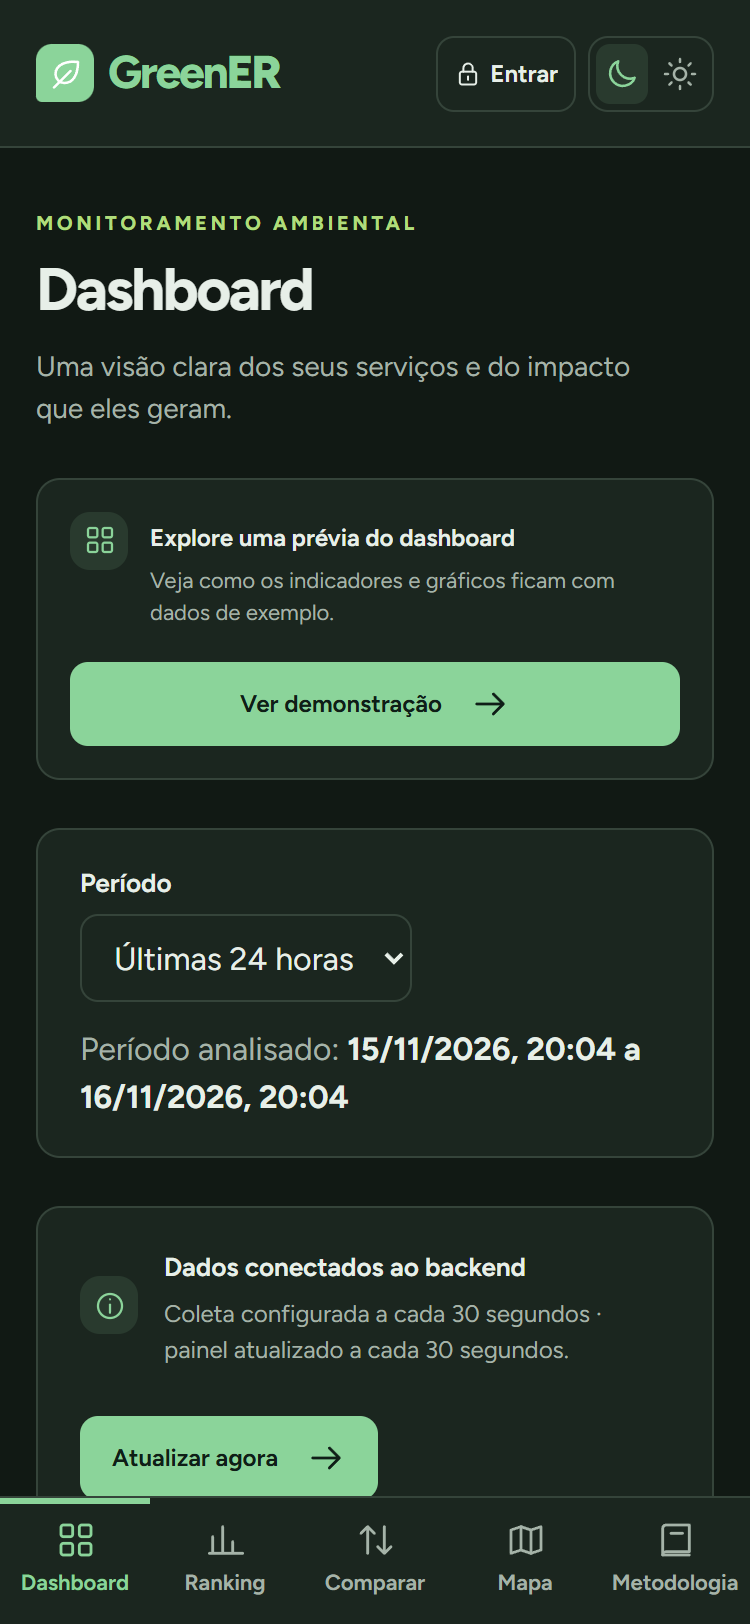 GreenER
Entrar
MONITORAMENTO AMBIENTAL
Dashboard
Uma visão clara dos seus serviços e do impacto
que eles geram.
Explore uma prévia do dashboard
Veja como os indicadores e gráficos ficam com
dados de exemplo.
Ver demonstração
Período
Últimas 24 horas
Período analisado: 15/11/2026, 20:04 a
16/11/2026, 20:04
Dados conectados ao backend
Coleta configurada a cada 30 segundos ·
painel atualizado a cada 30 segundos.
Atualizar agora
Dashboard
Ranking
Comparar
Mapa
Metodologia